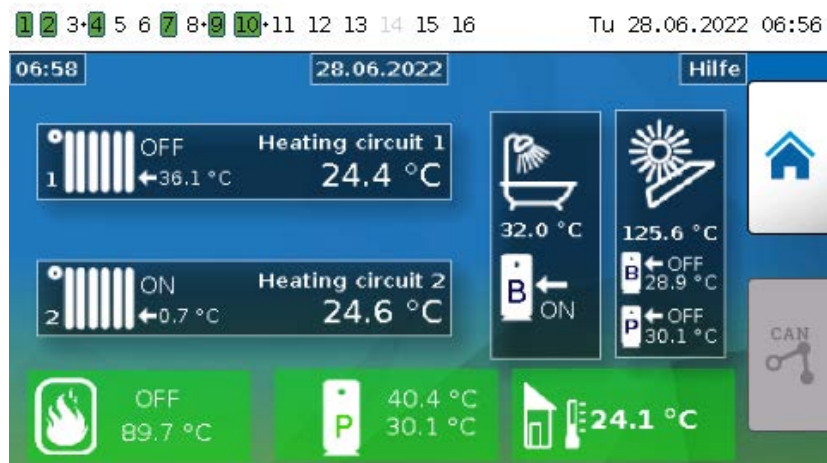 1 2 3+4 5 6 7 8+9 10+11 12 13 14 15 16 Tu 28.06.2022 06:56
06:58 28.06.2022 Hilfe
OFF Heating circuit 1
1 36.1 °C 24.4 °C
ON Heating circuit 2
2 0.7 °C 24.6 °C
32.0 °C
B
ON
125.6 °C
B OFF
28.9 °C
P OFF
30.1 °C
CAN
OFF
89.7 °C
P
40.4 °C
30.1 °C
24.1 °C